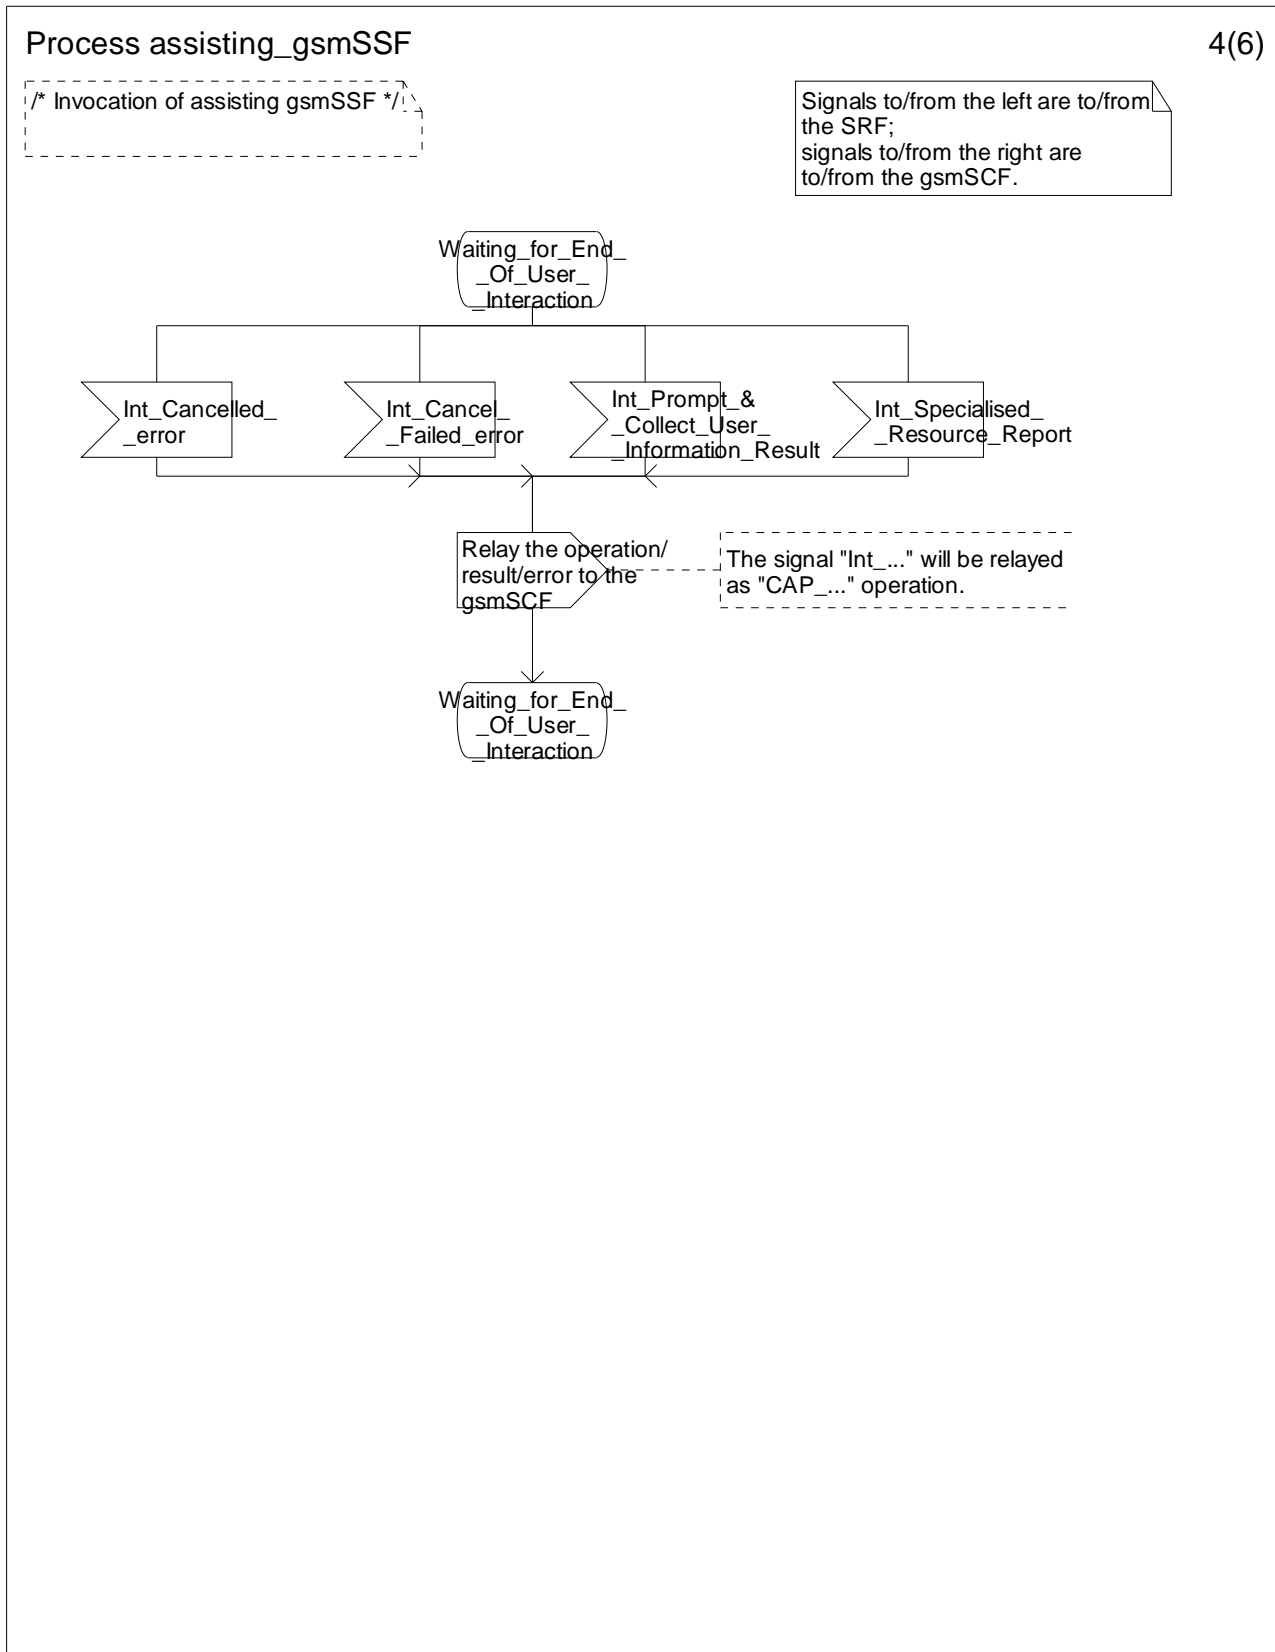 Process assisting_gsmSSF
4(6)
/* Invocation of assisting gsmSSF */
Signals to/from the left are to/from
the SRF;
signals to/from the right are
to/from the gsmSCF.
Waiting_for_End_
_Of_User_
_Interaction
Int_Cancelled_
_error
Int_Cancel_
_Failed_error
Int_Prompt_&
_Collect_User_
_Information_Result
Int_Specialised_
_Resource_Report
Relay the operation/
result/error to the
gsmSCF
The signal "Int_..." will be relayed
as "CAP_..." operation.
Waiting_for_End_
_Of_User_
_Interaction